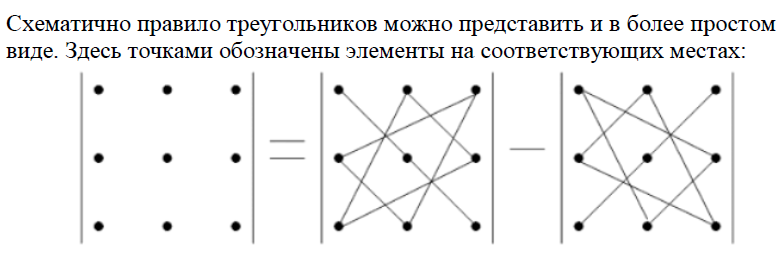 Схематично правило треугольников можно представить и в более простом
виде. Здесь точками обозначены элементы на соответствующих местах: